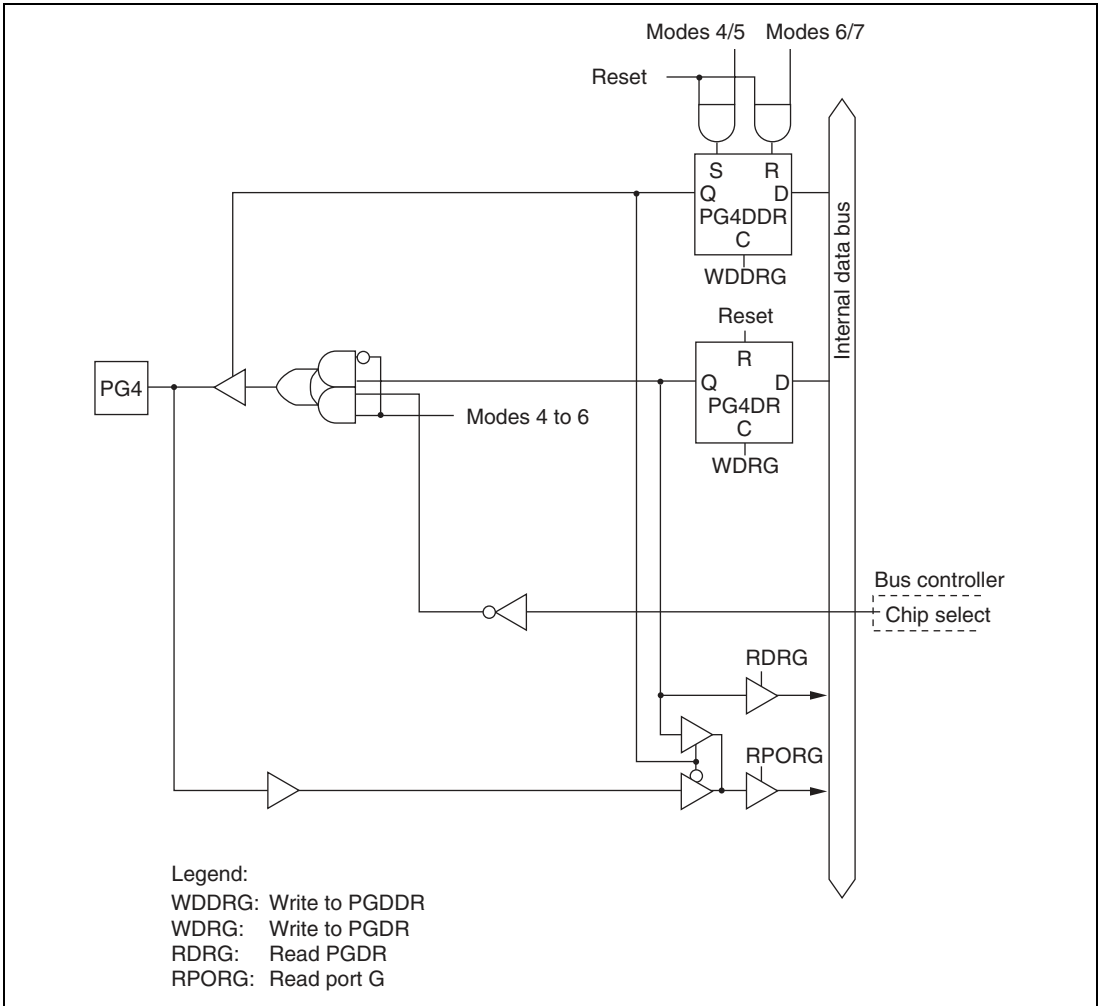 Modes 4/5 Modes 6/7
Reset
S R
Q D
PG4DDR
C
WDDRG
Internal data bus
Reset
R
PG4
Q D
PG4DR
C
Modes 4 to 6
WDRG
Bus controller
Chip select
RDRG
RPORG
Legend:
WDDRG: Write to PGDDR
WDRG: Write to PGDR
RDRG: Read PGDR
RPORG: Read port G